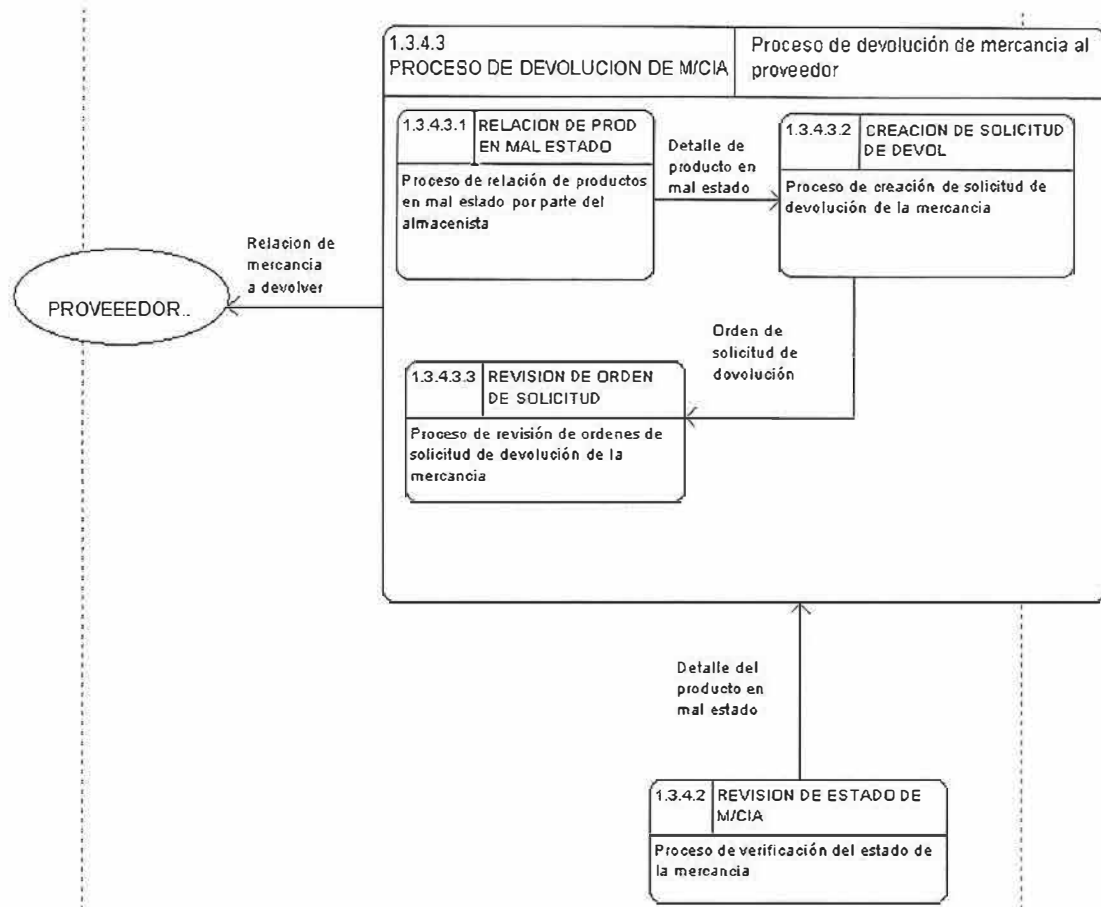 1.3.4.3
PROCESO DE DEVOLUCION DE M/CIA
Proceso de devolución de mercancia al
proveedor
1.3.4.3.1
RELACION DE PROD
EN MAL ESTADO
Proceso de relación de productos
en mal estado por parte del
almacenista
Detalle de
producto en
mal estado
1.3.4.3.2
CREACION DE SOLICITUD
DE DEVOL
Proceso de creación de solicitud de
devolución de la mercancia
Relacion de
mercancia
a devolver
PROVEEEDOR..
Orden de
solicitud de
dovolución
1.3.4.3.3
REVISION DE ORDEN
DE SOLICITUD
Proceso de revisión de ordenes de
solicitud de devolución de la
mercancia
Detalle del
producto en
mal estado
1.3.4.2
REVISION DE ESTADO DE
M/CIA
Proceso de verificación del estado de
la mercancia